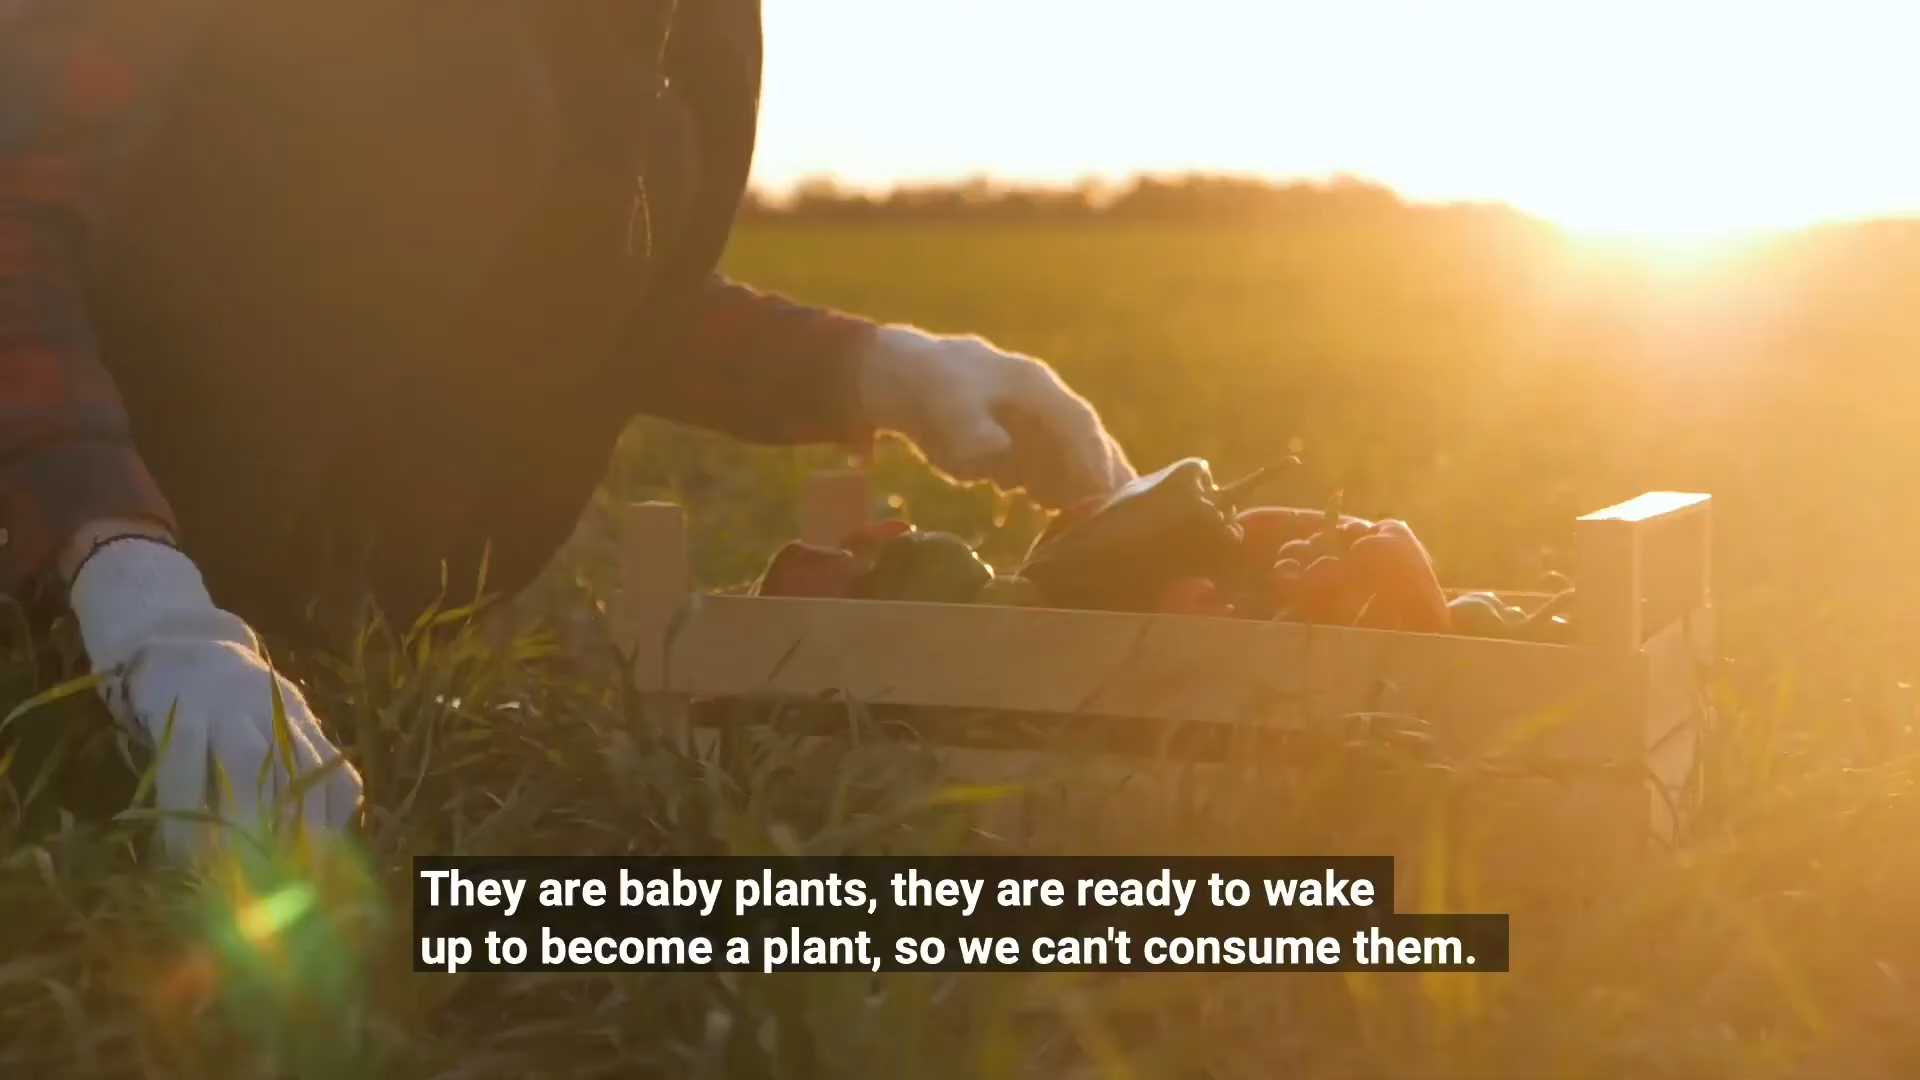 They are baby plants, they are ready to wake
up to become a plant, so we can't consume them.